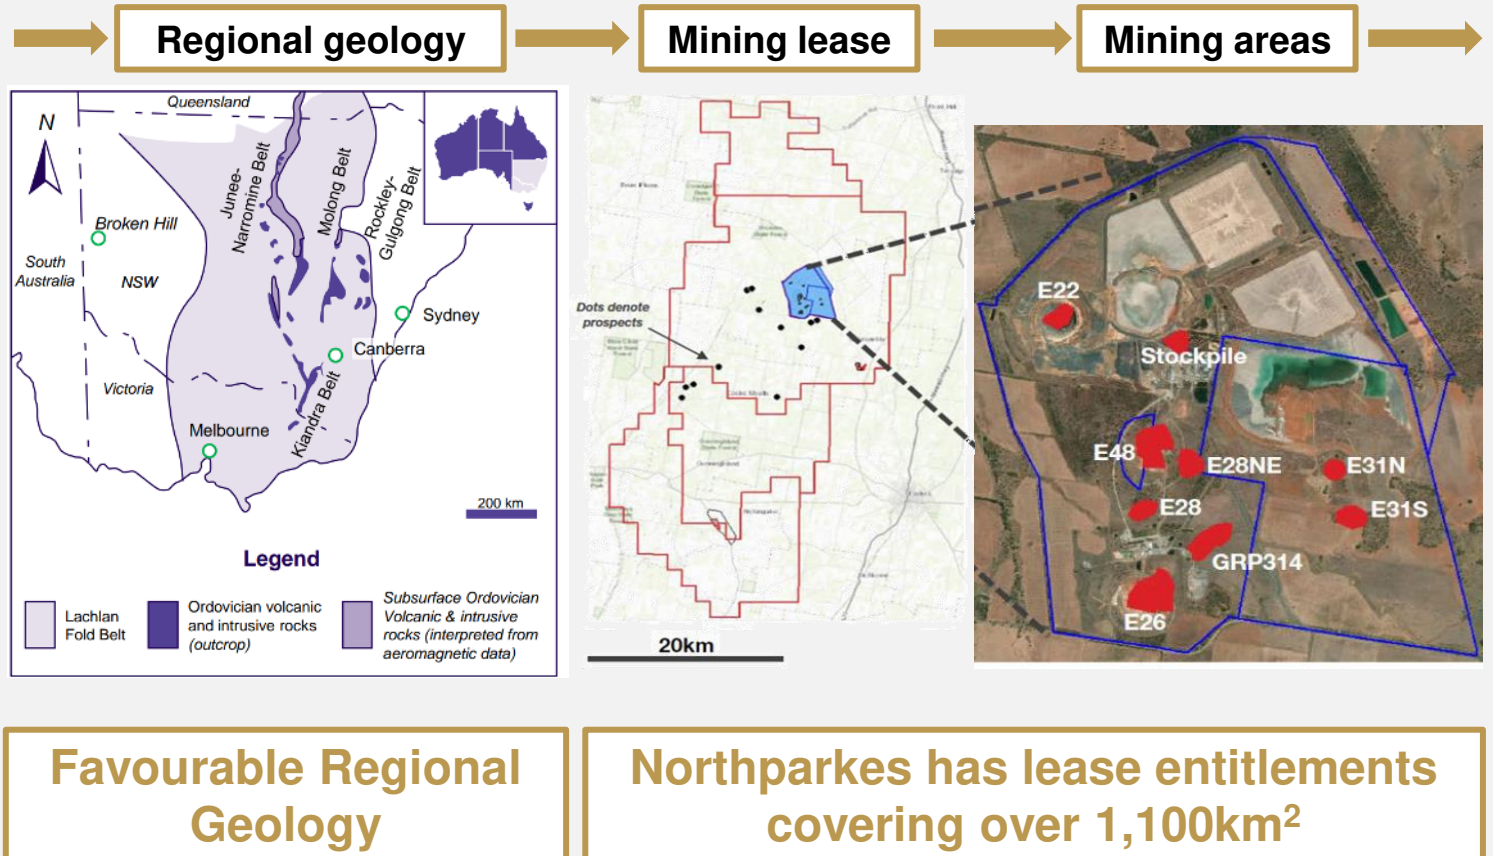 Regional geology
Mining lease
Mining areas
Queensland
N
Junee-
Narromine Belt
Molong Belt
Rockley-
Gulgong Belt
Broken Hill
South
Australia
NSW
Sydney
Canberra
Victoria
Kiandra Belt
Melbourne
200 km
Legend
Lachlan
Fold Belt
Ordovician volcanic
and intrusive rocks
(outcrop)
Subsurface Ordovician
Volcanic & intrusive
rocks (interpreted from
aeromagnetic data)
Dots denote
prospects
20km
E22
Stockpile
E48
E28NE
E31N
E28
E31S
GRP314
E26
Favourable Regional
Geology
Northparkes has lease entitlements
covering over 1,100km²